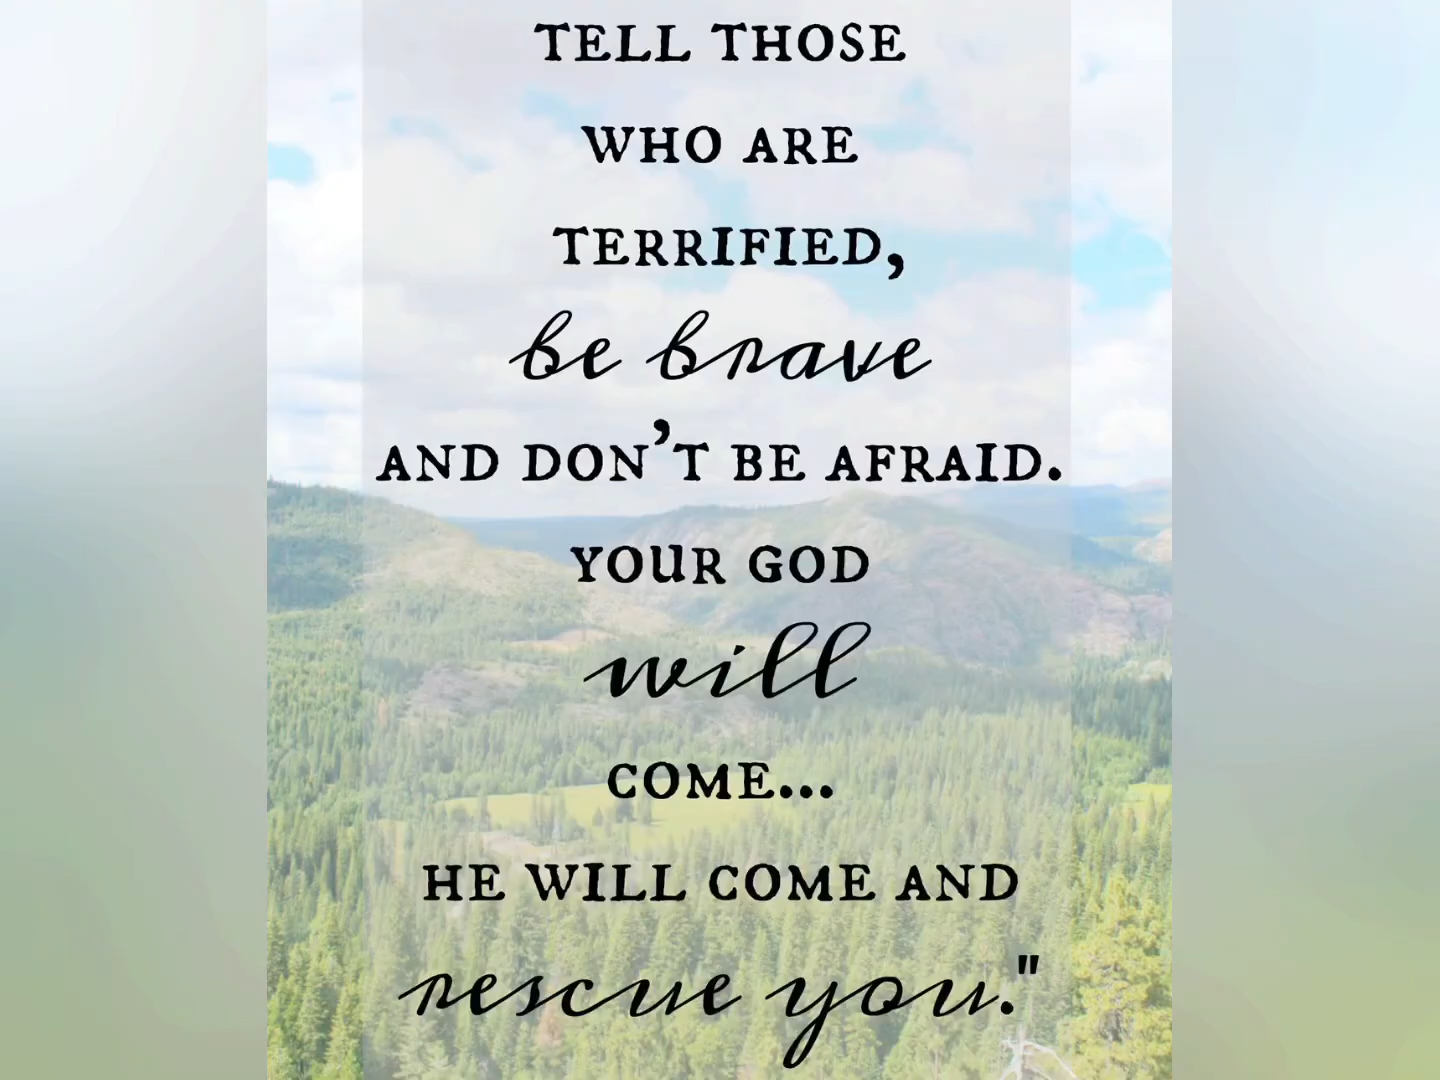 TELL THOSE
WHO ARE
TERRIFIED,
be brave
AND DON'T BE AFRAID.
YOUR GOD
will
COME...
HE WILL COME AND
rescue you."